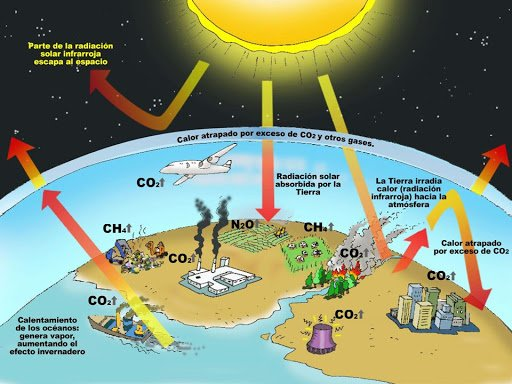 Parte de la radiación
solar infrarroja
escapa al espacio
Calor atrapado por exceso de CO₂ y otros gases.
CO₂↑
Radiación solar
absorbida por la
Tierra
La Tierra irradia
calor (radiación
infrarroja) hacia la
atmósfera
CH₄↑
N₂O↑
CH₄↑
Calor atrapado
por exceso de CO₂
CO₂↑
CO₂↑
CO₂↑
CO₂↑
Calentamiento
de los océanos:
genera vapor,
aumentando el
efecto invernadero
CO₂↑